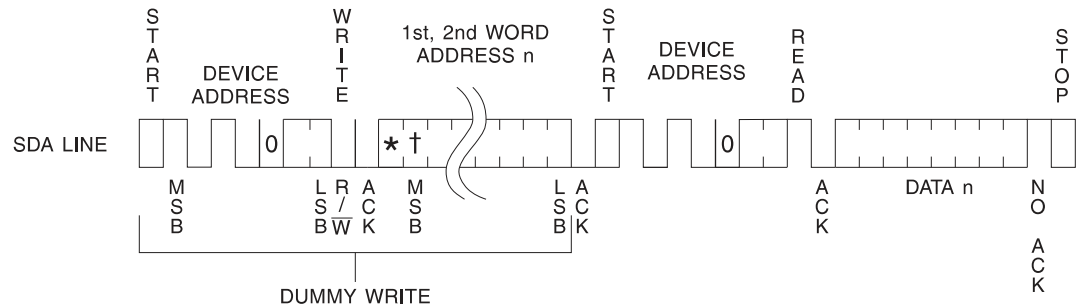 START
WRITE
1st, 2nd WORD
ADDRESS n
START
DEVICE
ADDRESS
READ
STOP
DEVICE
ADDRESS
SDA LINE
0
* †
0
MSB
LSB
R/W̅
ACK
MSB
LSB
ACK
ACK
DATA n
NO ACK
DUMMY WRITE